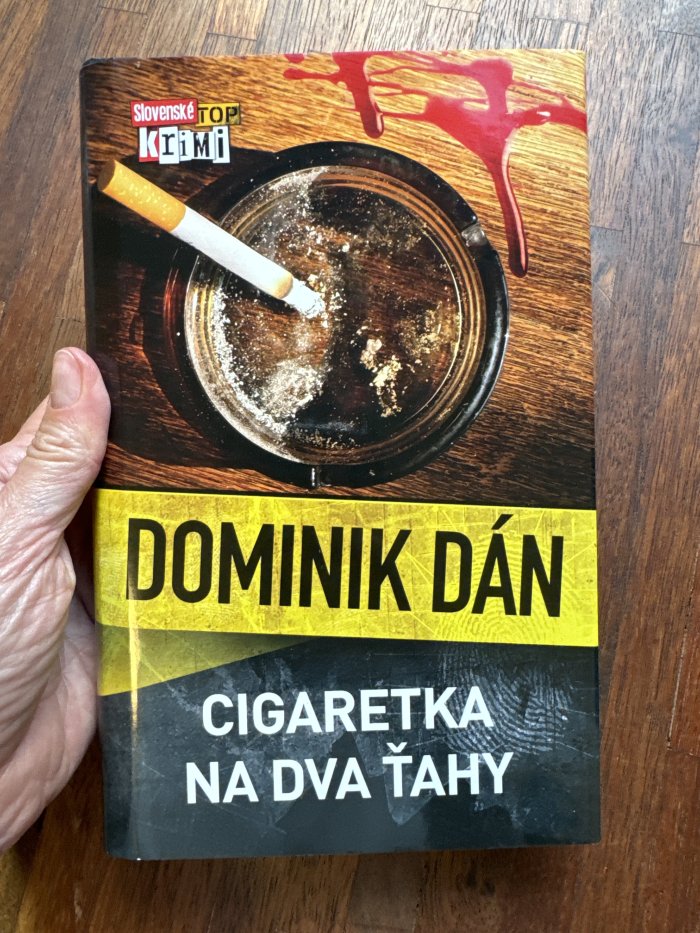 Slovenské TOP
Krimi
DOMINIK DÁN
CIGARETKA
NA DVA ŤAHY